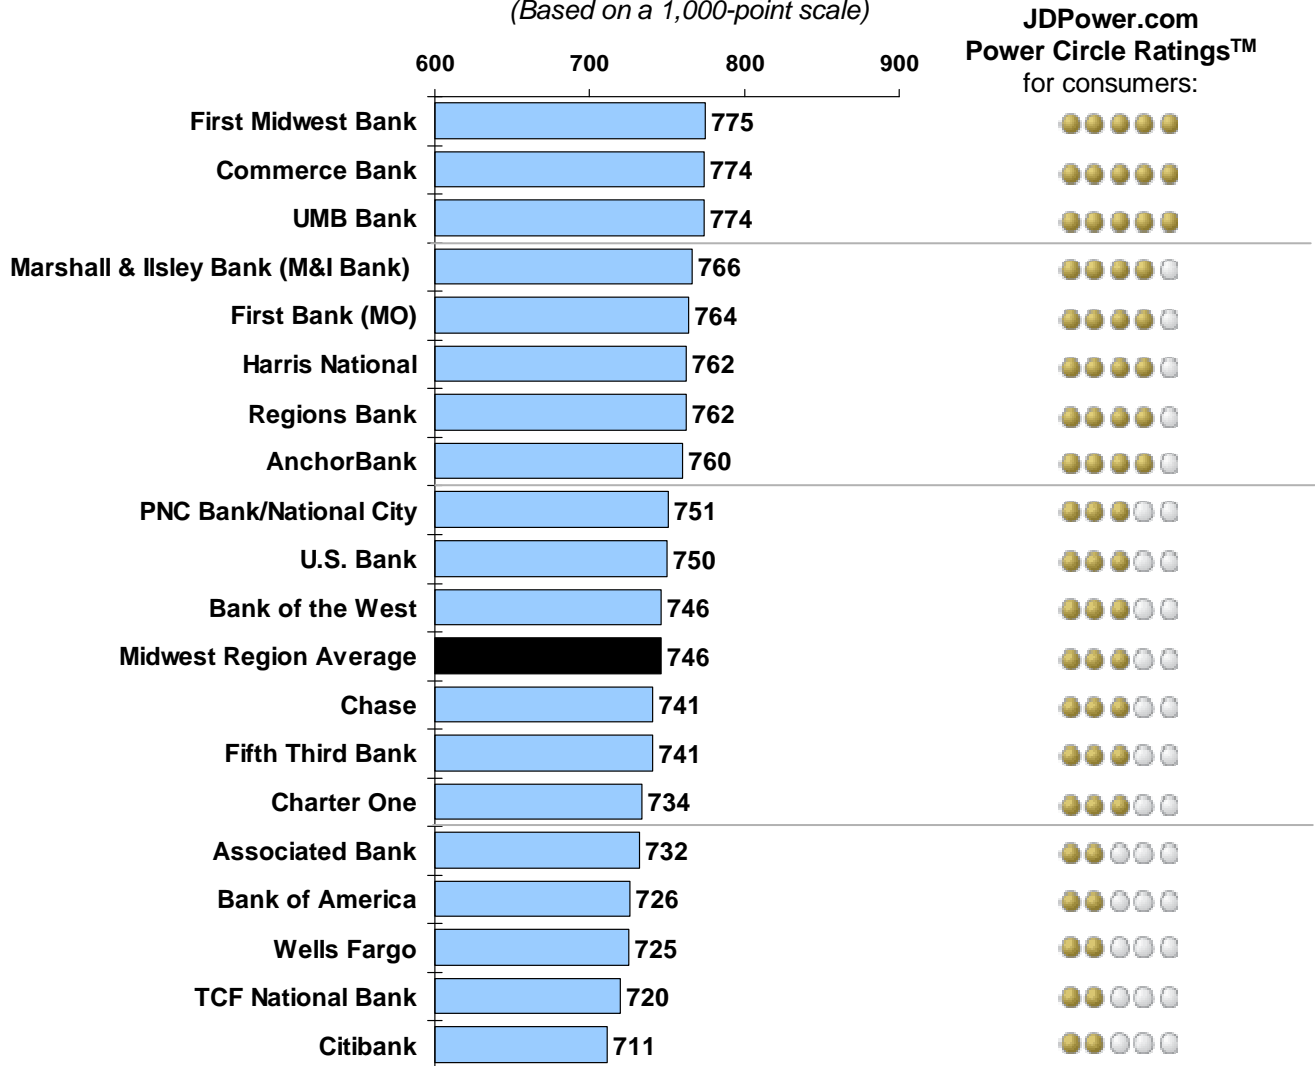 (Based on a 1,000-point scale)
JDPower.com
Power Circle Ratings™
for consumers:
600 700 800 900
First Midwest Bank 775
Commerce Bank 774
UMB Bank 774
Marshall & Ilsley Bank (M&I Bank) 766
First Bank (MO) 764
Harris National 762
Regions Bank 762
AnchorBank 760
PNC Bank/National City 751
U.S. Bank 750
Bank of the West 746
Midwest Region Average 746
Chase 741
Fifth Third Bank 741
Charter One 734
Associated Bank 732
Bank of America 726
Wells Fargo 725
TCF National Bank 720
Citibank 711